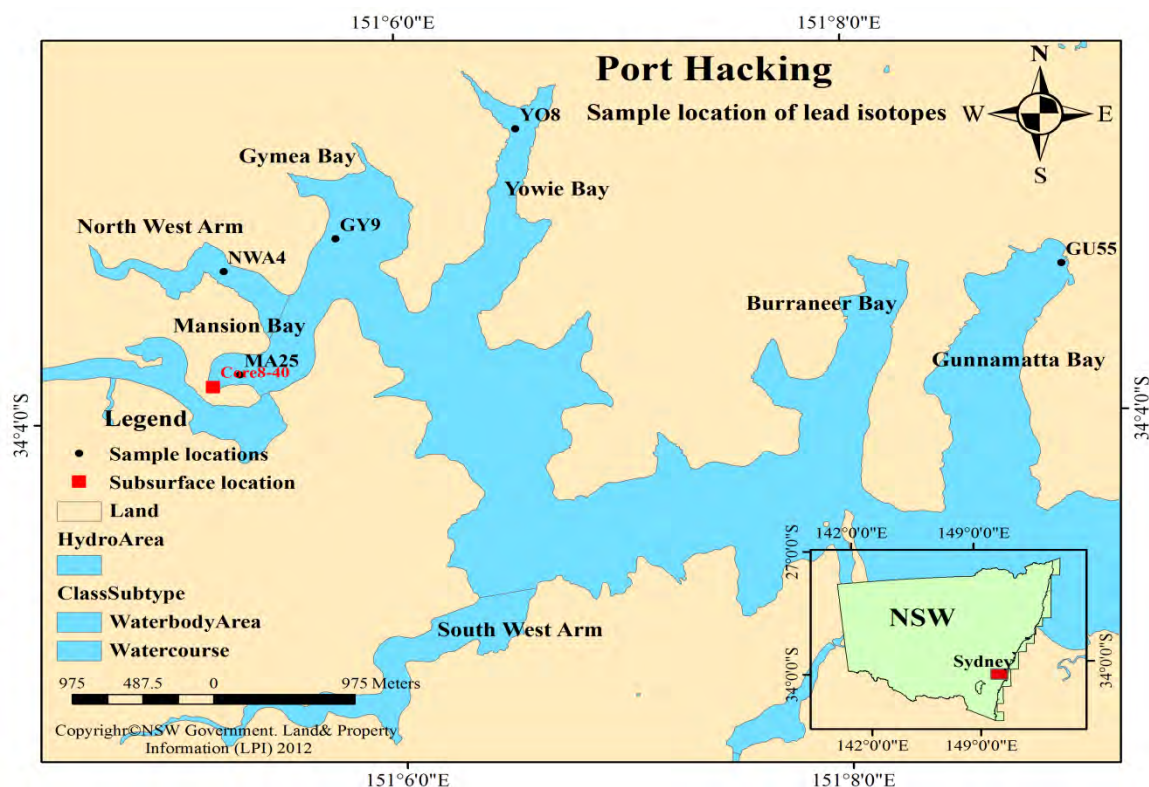 151°6'0"E
151°8'0"E
Port Hacking
Sample location of lead isotopes
N
W
E
S
YO8
Gymea Bay
Yowie Bay
North West Arm
GY9
NWA4
GU55
Burraneer Bay
Mansion Bay
Gunnamatta Bay
MA25
Core8-40
34°4'0"S
34°4'0"S
Legend
Sample locations
Subsurface location
Land
HydroArea
ClassSubtype
WaterbodyArea
Watercourse
South West Arm
142°0'0"E
149°0'0"E
27°0'0"S
NSW
Sydney
34°0'0"S
34°0'0"S
142°0'0"E
149°0'0"E
975
487.5
0
975 Meters
Copyright©NSW Government. Land& Property
Information (LPI) 2012
151°6'0"E
151°8'0"E